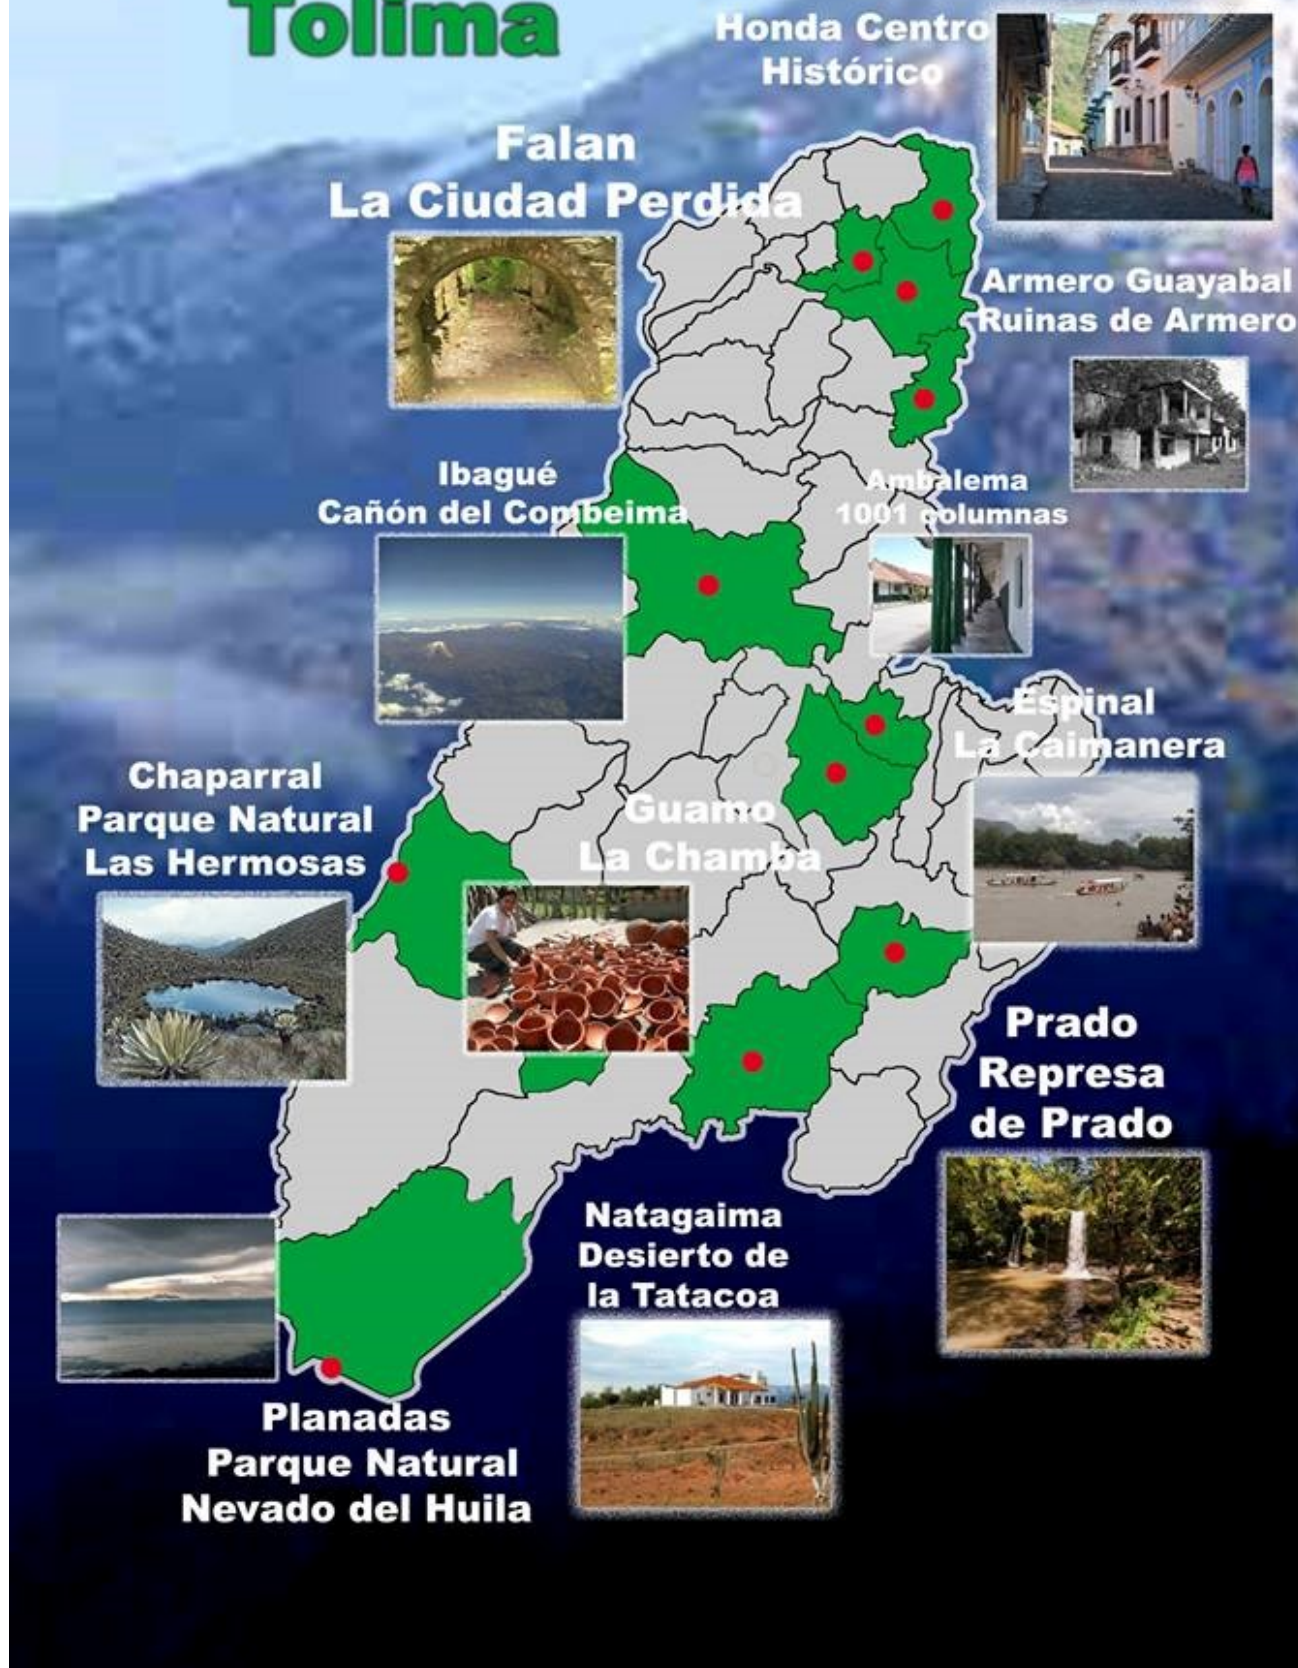 Tolima
Honda Centro
Histórico
Falan
La Ciudad Perdida
Armero Guayabal
Ruinas de Armero
Ibagué
Cañón del Combeima
Ambalema
1001 columnas
Espinal
La Caimanera
Chaparral
Parque Natural
Las Hermosas
Guamo
La Chamba
Prado
Represa
de Prado
Natagaima
Desierto de
la Tatacoa
Planadas
Parque Natural
Nevado del Huila